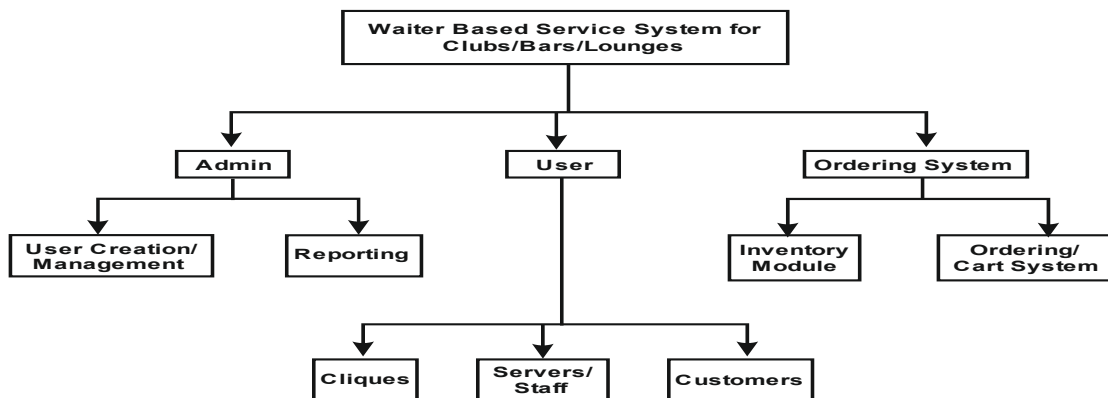 Waiter Based Service System for
Clubs/Bars/Lounges
Admin
User
Ordering System
User Creation/
Management
Reporting
Inventory
Module
Ordering/
Cart System
Cliques
Servers/
Staff
Customers